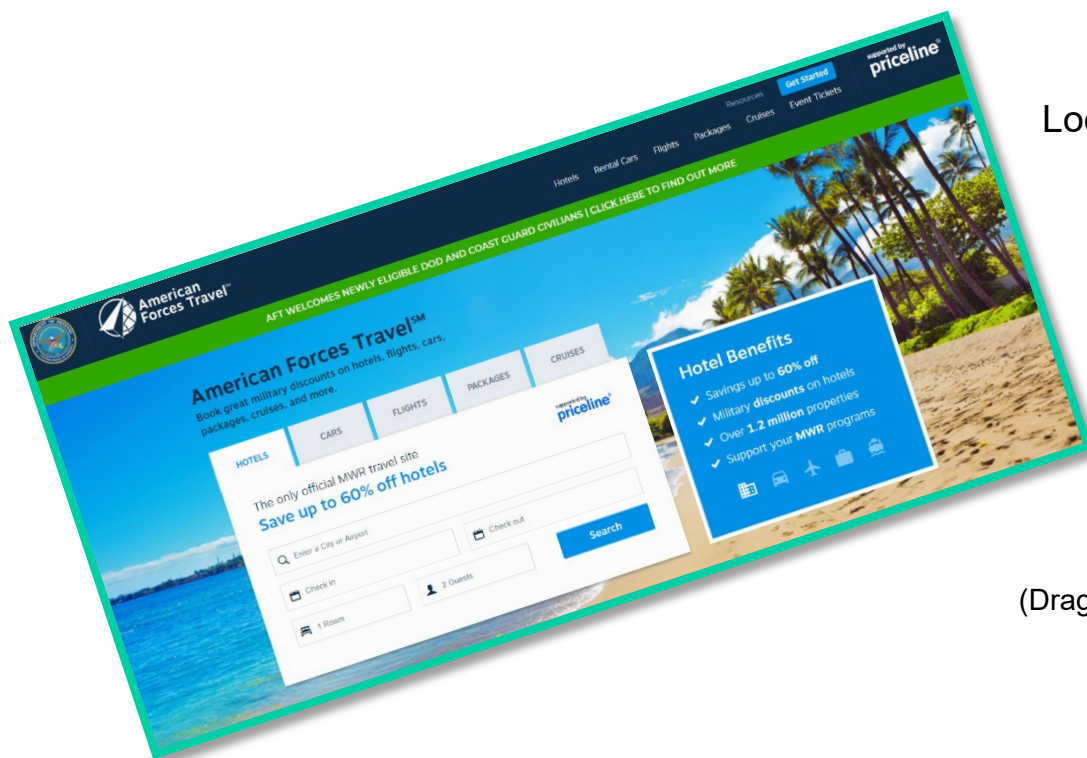 supported by
priceline®
Resources
Get Started
Hotels
Rental Cars
Flights
Packages
Cruises
Event Tickets
American
Forces Travel℠
AFT WELCOMES NEWLY ELIGIBLE DOD AND COAST GUARD CIVILIANS | CLICK HERE TO FIND OUT MORE
American Forces Travel℠
Book great military discounts on hotels, flights, cars,
packages, cruises, and more.
HOTELS
CARS
FLIGHTS
PACKAGES
CRUISES
The only official MWR travel site
Save up to 60% off hotels
supported by
priceline®
Enter a City or Airport
Check in
Check out
1 Room
2 Guests
Search
Hotel Benefits
Savings up to 60% off
Military discounts on hotels
Over 1.2 million properties
Support your MWR programs
(Drag